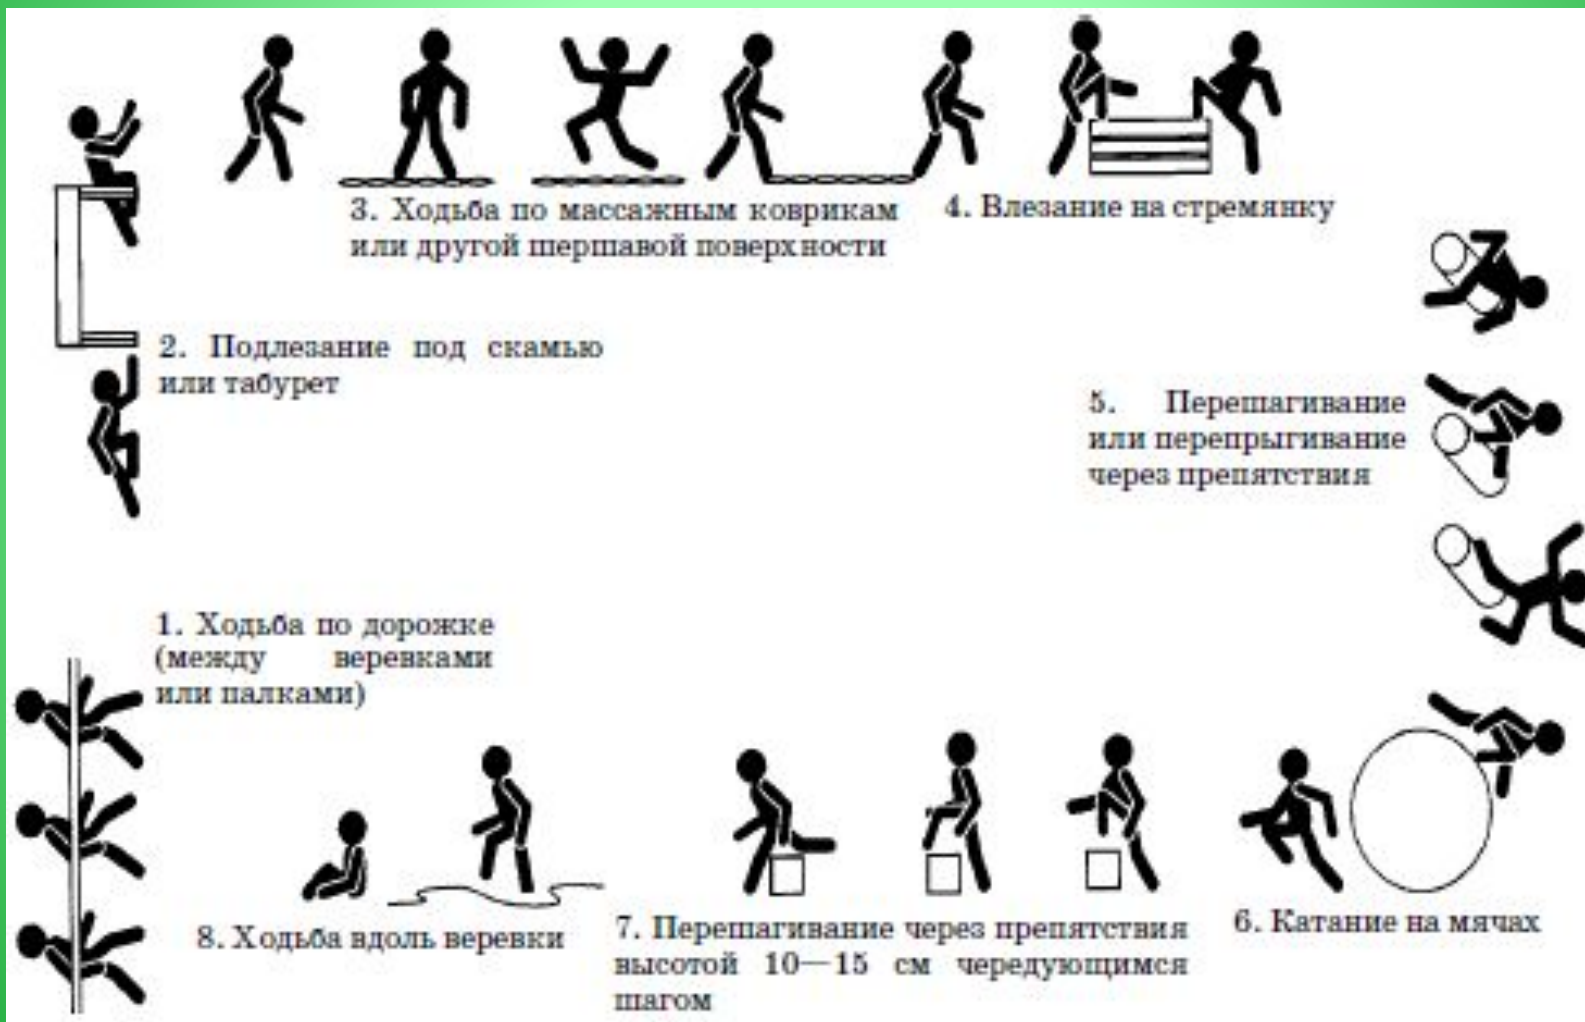 3. Ходьба по массажным коврикам
или другой шершавой поверхности
4. Влезание на стремянку
2. Подлезание под скамью
или табурет
5. Перешагивание
или перепрыгивание
через препятствия
1. Ходьба по дорожке
(между веревками
или палками)
8. Ходьба вдоль веревки
7. Перешагивание через препятствия
высотой 10—15 см чередующимся
шагом
6. Катание на мячах